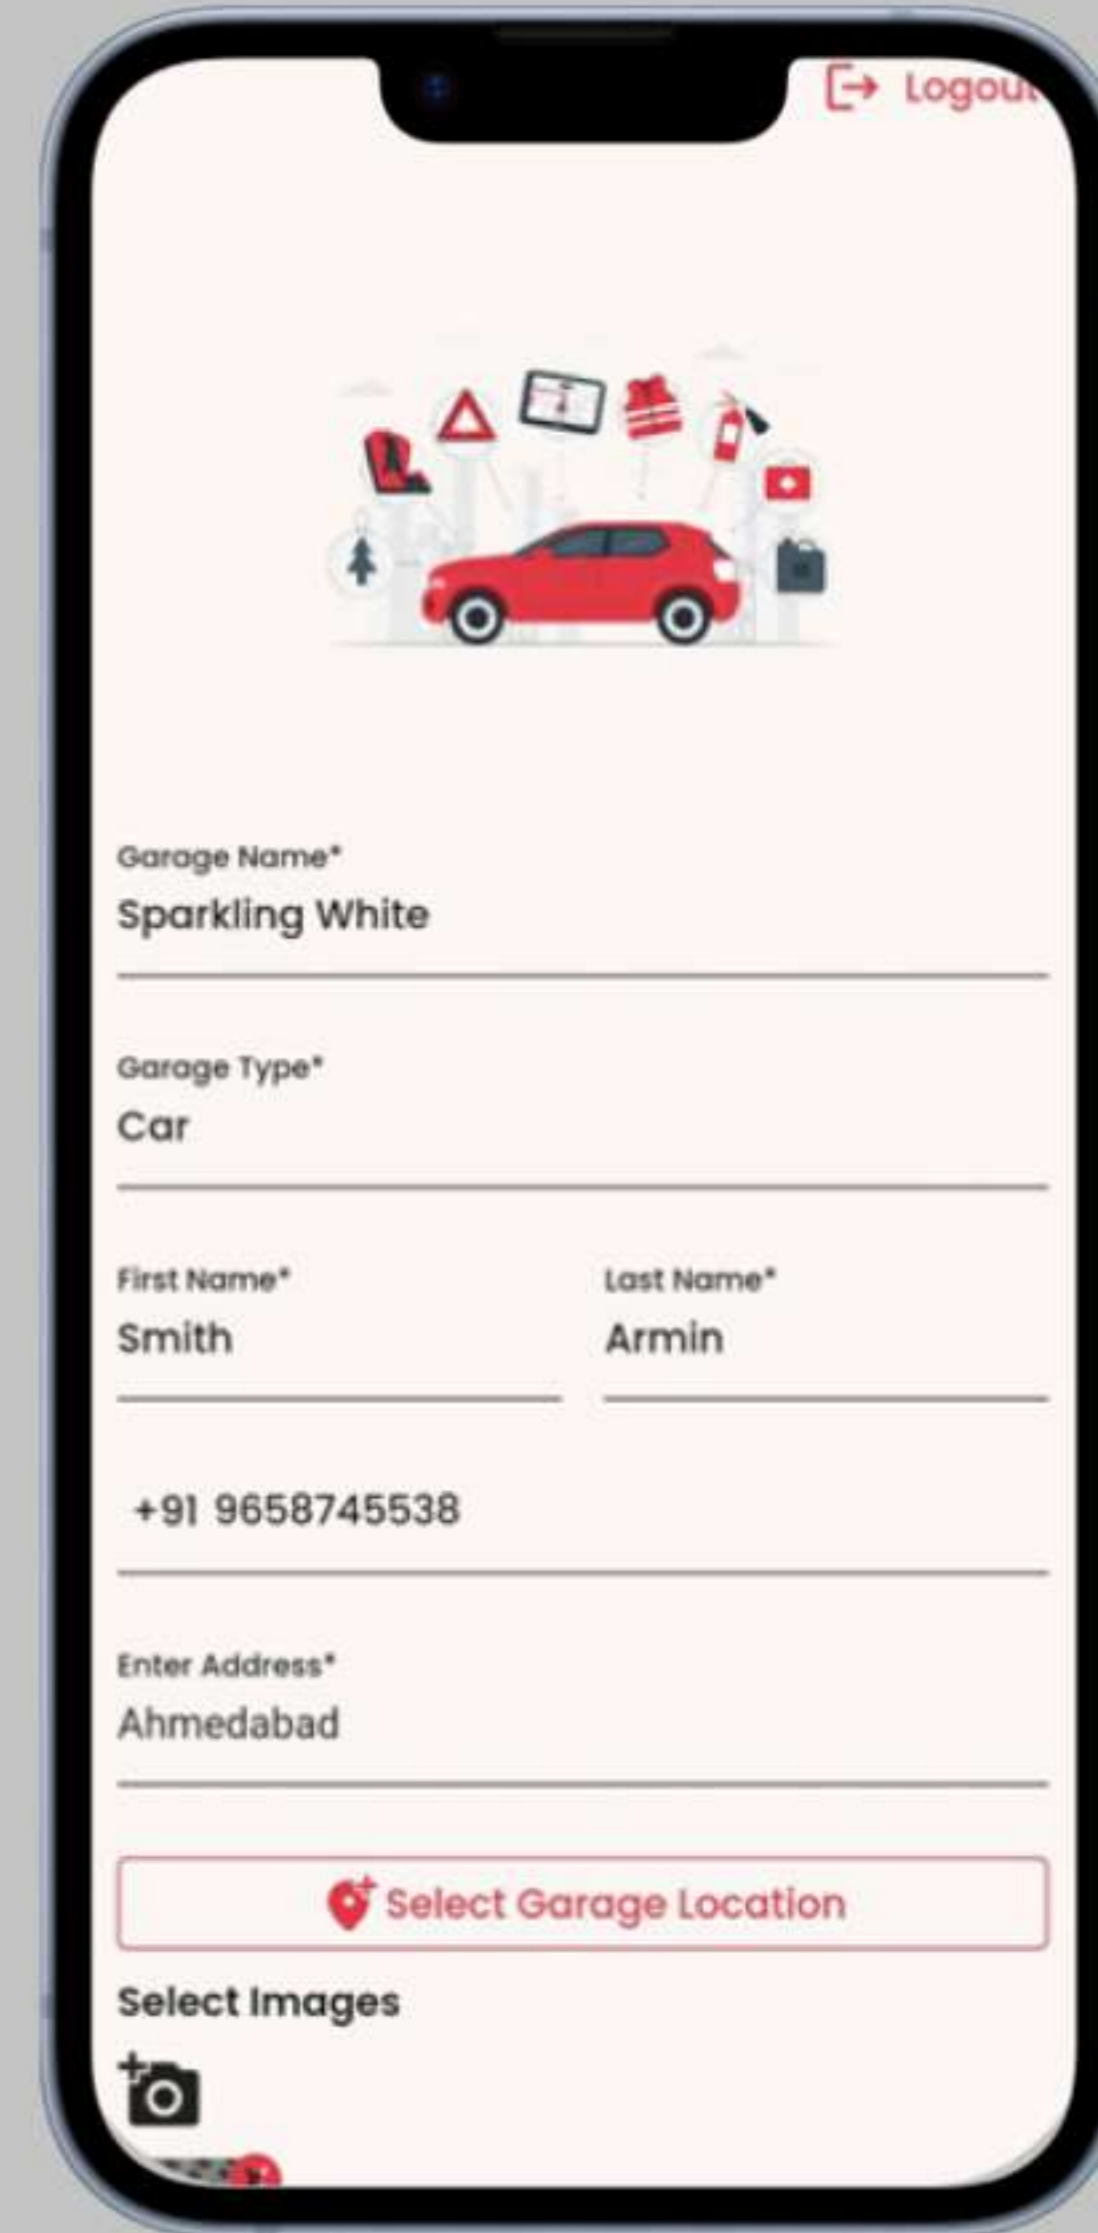 Logout
Garage Name*
Sparkling White
Garage Type*
Car
First Name* Last Name*
Smith Armin
+91 9658745538
Enter Address*
Ahmedabad
Select Garage Location
Select Images